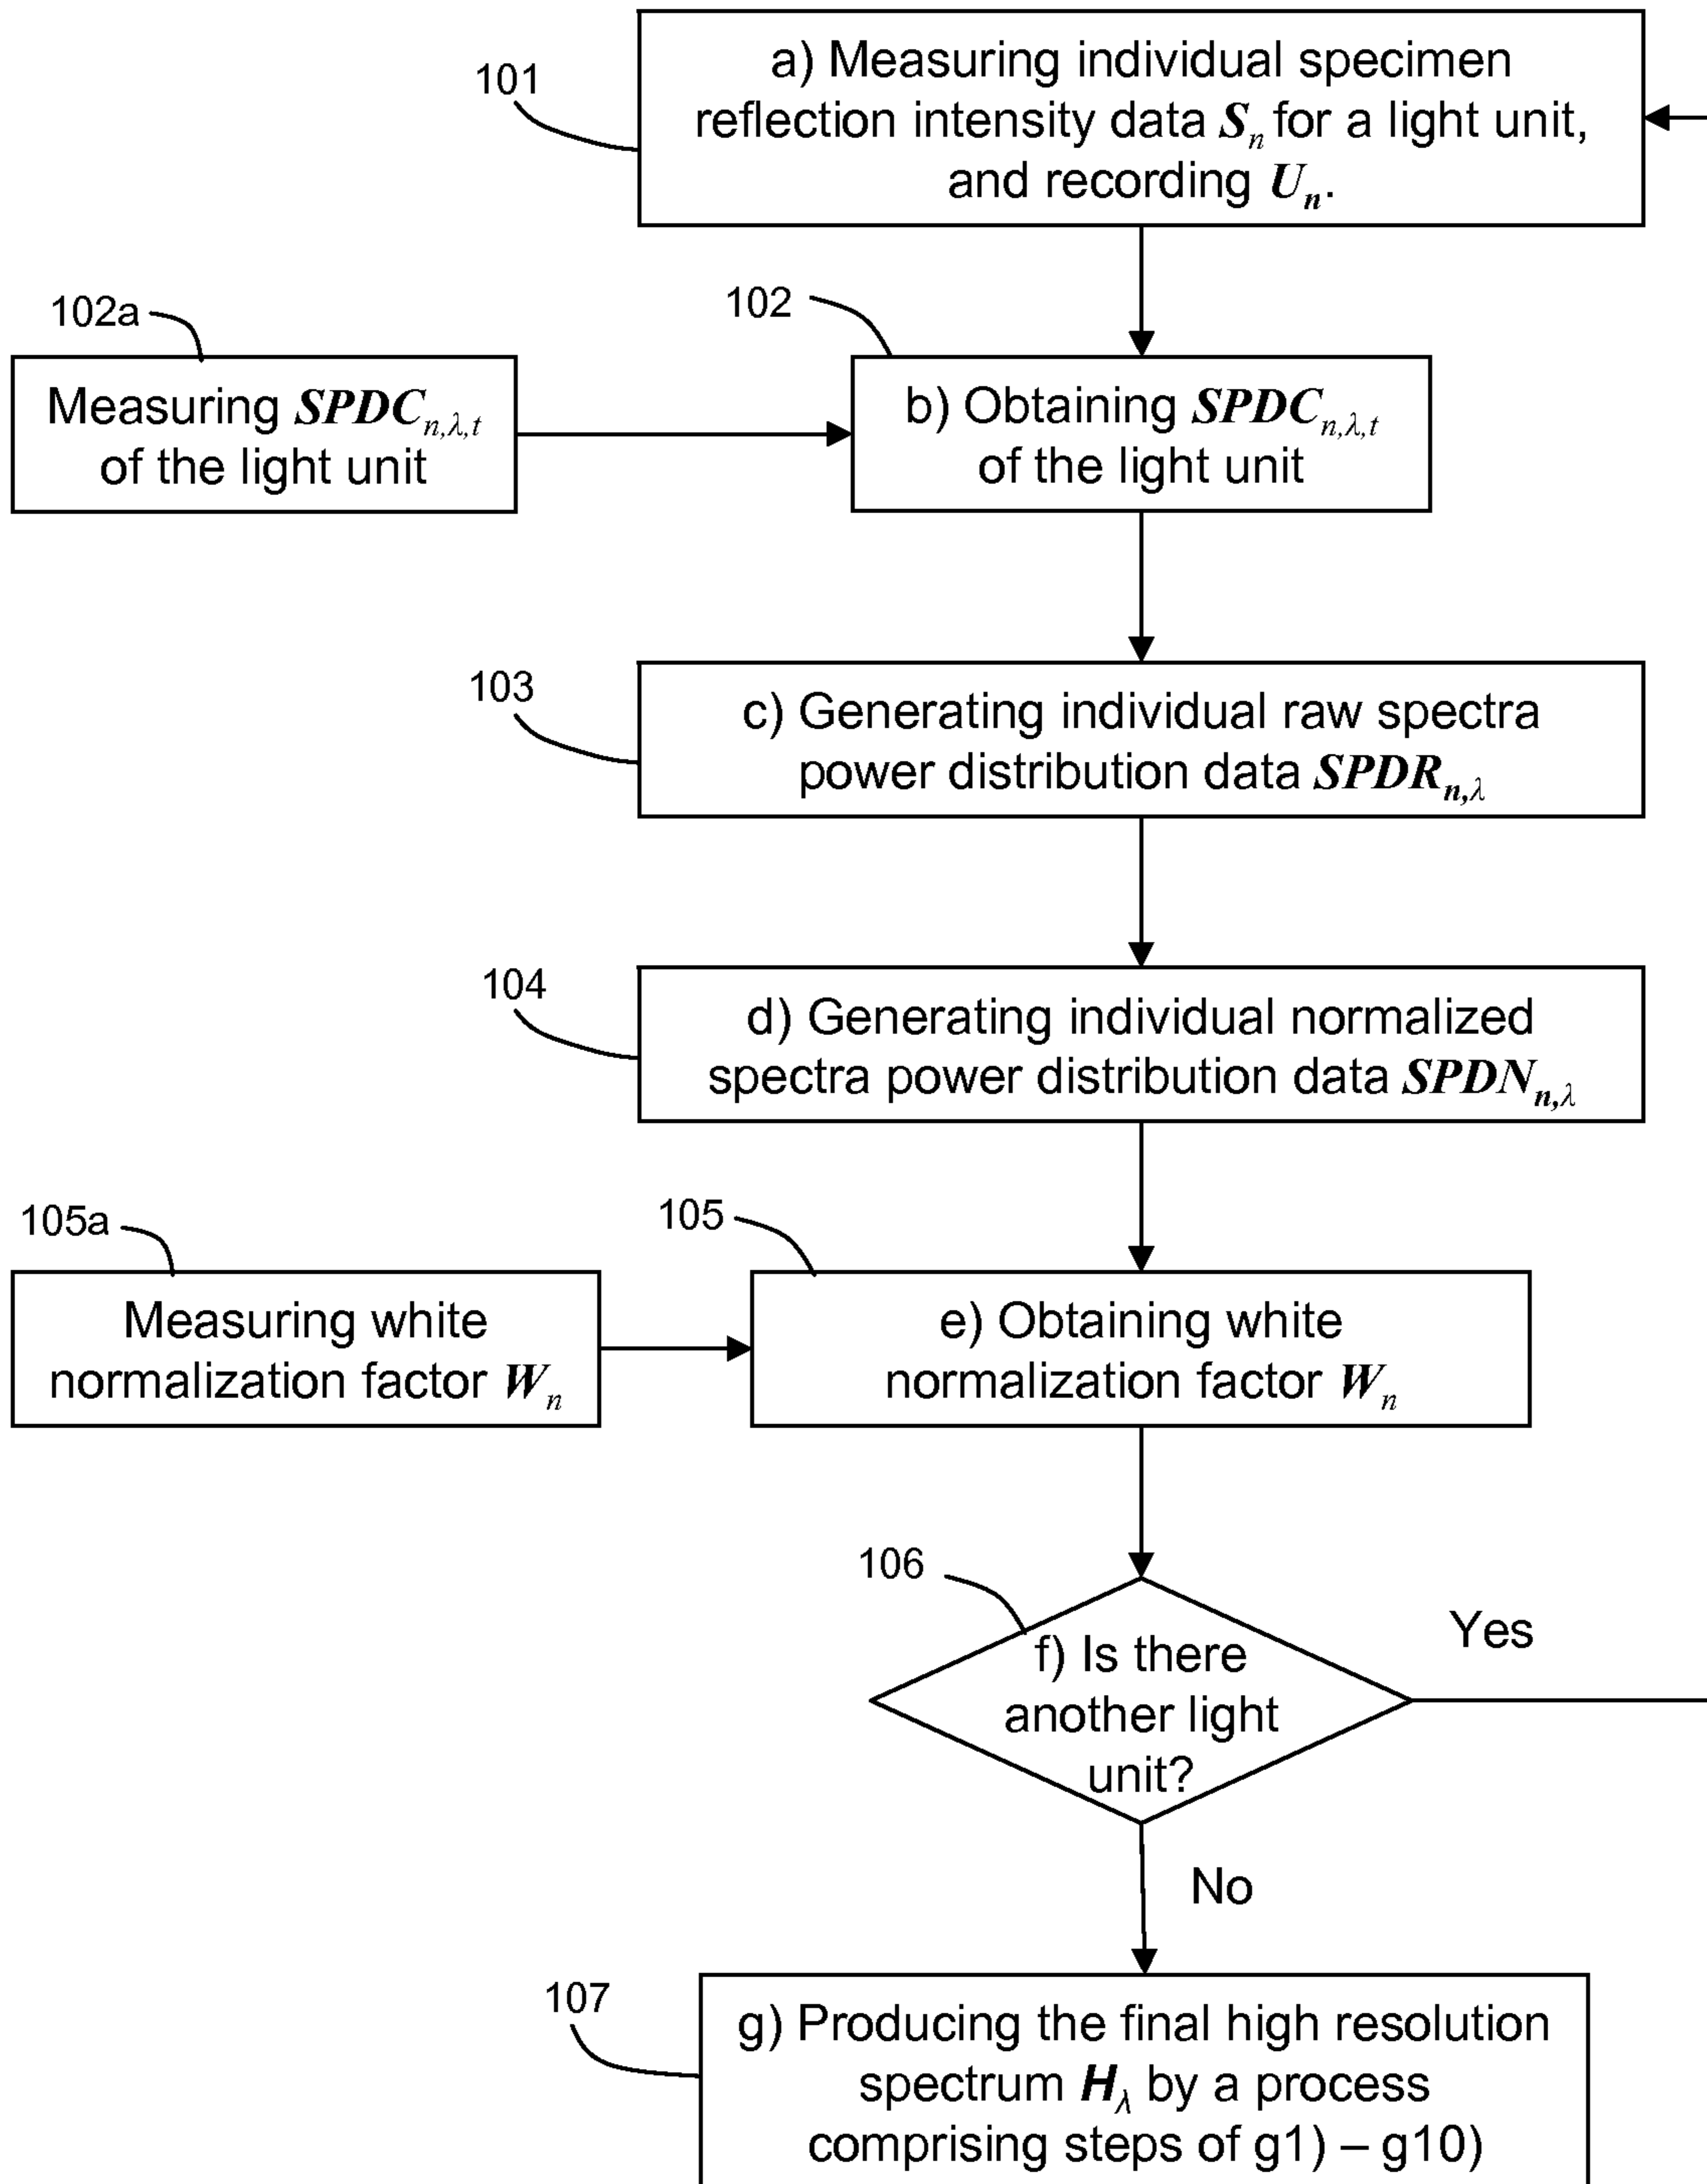 101
a) Measuring individual specimen
reflection intensity data Sn for a light unit,
and recording Un.
102a
Measuring SPDCn,λ,t
of the light unit
102
b) Obtaining SPDCn,λ,t
of the light unit
103
c) Generating individual raw spectra
power distribution data SPDRn,λ
104
d) Generating individual normalized
spectra power distribution data SPDNn,λ
105a
Measuring white
normalization factor Wn
105
e) Obtaining white
normalization factor Wn
106
f) Is there
another light
unit?
Yes
No
107
g) Producing the final high resolution
spectrum Hλ by a process
comprising steps of g1) – g10)